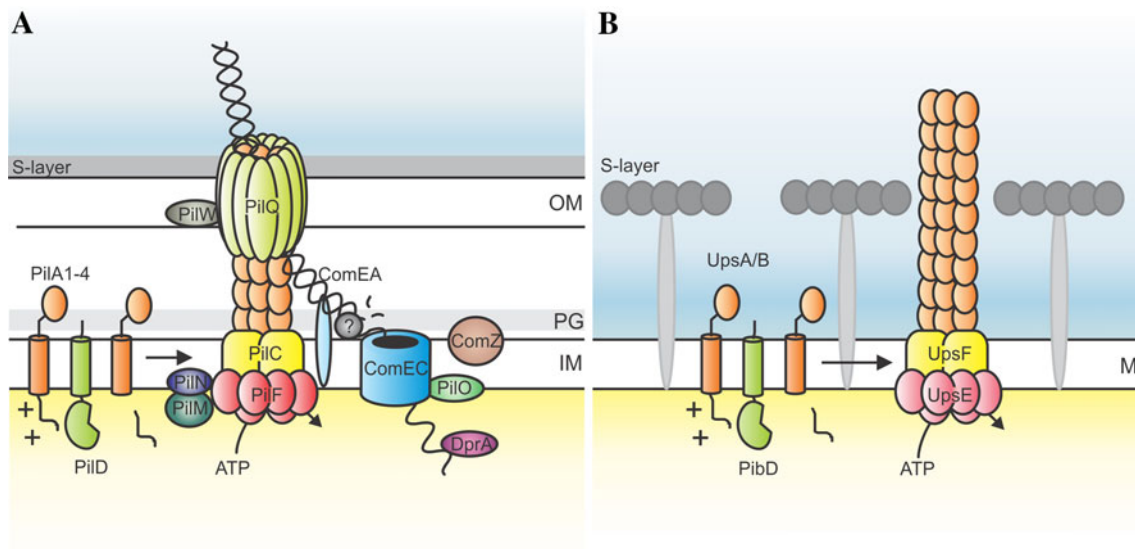 A
S-layer
PilQ
OM
PilW
PilA1-4
ComEA
PG
?
ComZ
PilC
IM
ComEC
PilN
PilF
PilO
PilM
+
+
DprA
PilD
ATP
B
S-layer
UpsA/B
UpsF
M
UpsE
+
+
PibD
ATP